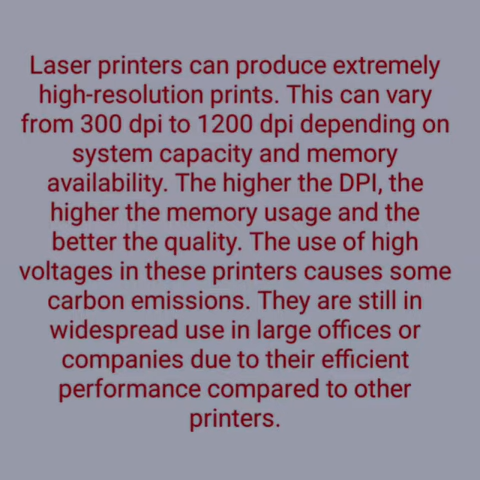 Laser printers can produce extremely
high-resolution prints. This can vary
from 300 dpi to 1200 dpi depending on
system capacity and memory
availability. The higher the DPI, the
higher the memory usage and the
better the quality. The use of high
voltages in these printers causes some
carbon emissions. They are still in
widespread use in large offices or
companies due to their efficient
performance compared to other
printers.